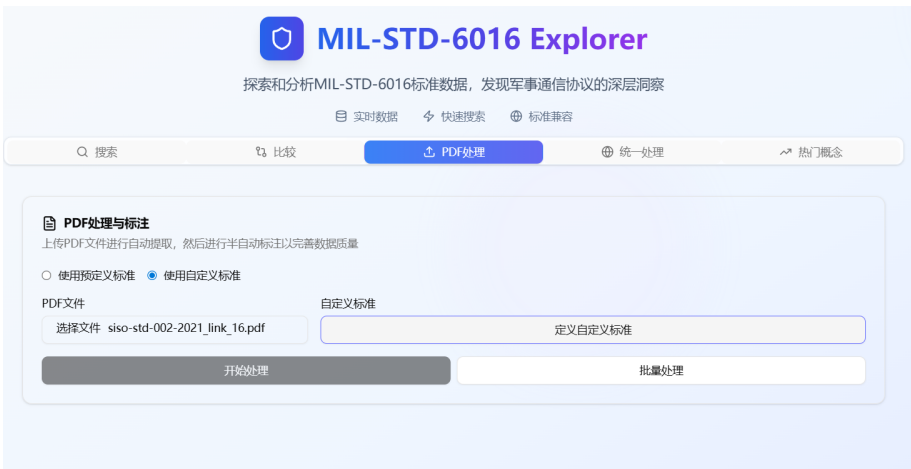 MIL-STD-6016 Explorer
探索和分析MIL-STD-6016标准数据，发现军事通信协议的深层洞察
实时数据 快速搜索 标准兼容
搜索 比较 PDF处理 统一处理 热门概念
PDF处理与标注
上传PDF文件进行自动提取，然后进行半自动标注以完善数据质量
使用预定义标准 使用自定义标准
PDF文件 自定义标准
选择文件 siso-std-002-2021_link_16.pdf 定义自定义标准
开始处理 批量处理